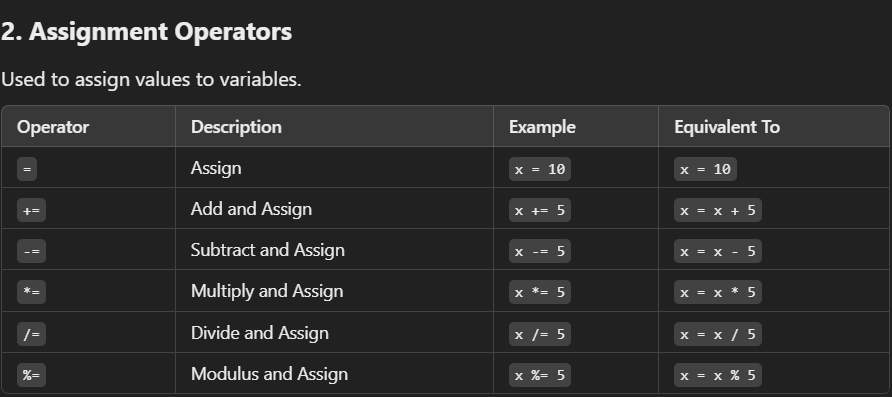 2. Assignment Operators
Used to assign values to variables.
Operator Description Example Equivalent To
= Assign x = 10 x = 10
+= Add and Assign x += 5 x = x + 5
-= Subtract and Assign x -= 5 x = x - 5
*= Multiply and Assign x *= 5 x = x * 5
/= Divide and Assign x /= 5 x = x / 5
%= Modulus and Assign x %= 5 x = x % 5